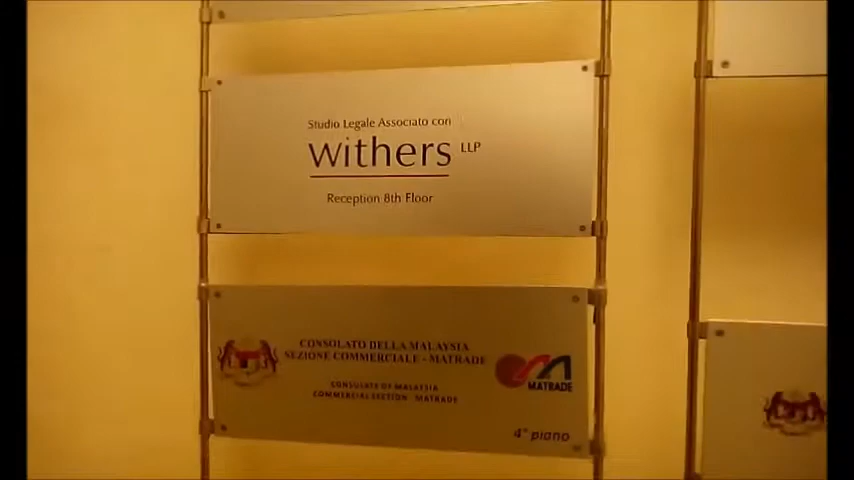 Studio Legale Associato con
withers LLP
Reception 8th Floor
CONSOLATO DELLA MALAYSIA
SEZIONE COMMERCIALE - MATRADE
CONSULATE OF MALAYSIA
COMMERCIAL SECTION - MATRADE
MATRADE
4° piano